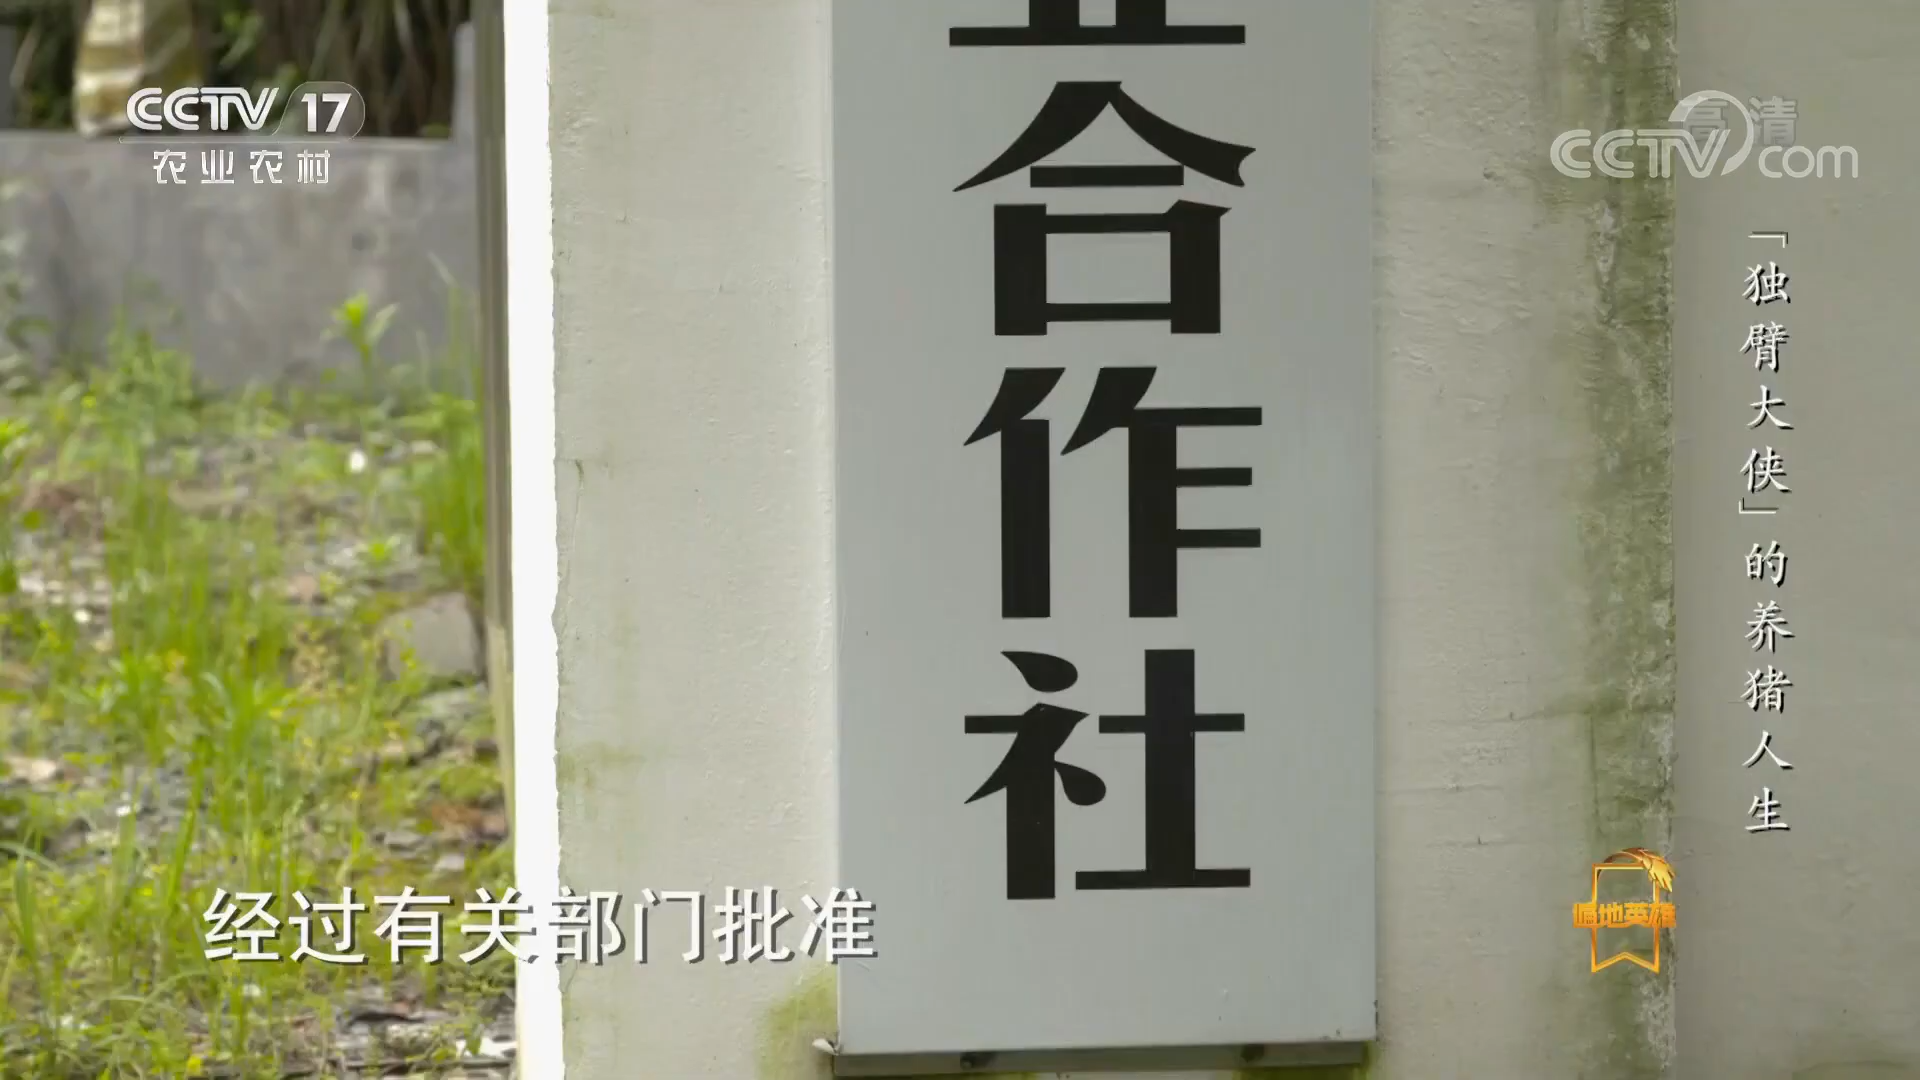 CCTV 17
农业农村
高清
CCTV com
合作社
「独臂大侠」的养猪人生
遍地英雄
经过有关部门批准